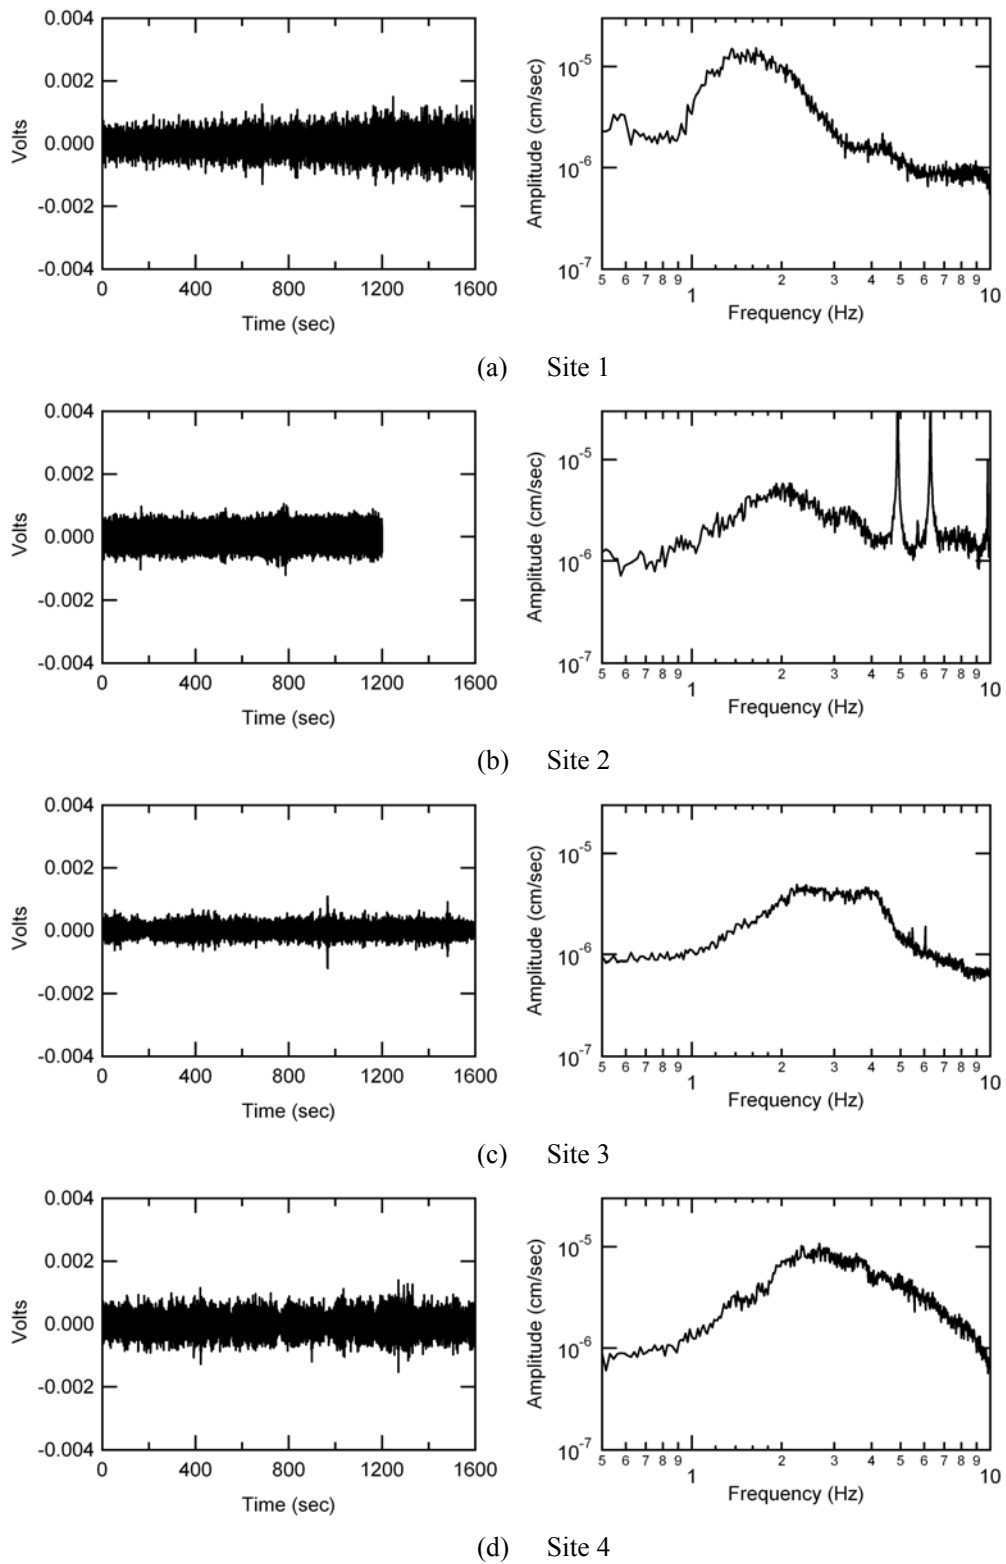 0.004
0.002
0.000
-0.002
-0.004
Volts
0 400 800 1200 1600
Time (sec)
10-5
10-6
10-7
Amplitude (cm/sec)
5 6 7 8 9 1 2 3 4 5 6 7 8 9 10
Frequency (Hz)
(a) Site 1
0.004
0.002
0.000
-0.002
-0.004
Volts
0 400 800 1200 1600
Time (sec)
10-5
10-6
10-7
Amplitude (cm/sec)
5 6 7 8 9 1 2 3 4 5 6 7 8 9 10
Frequency (Hz)
(b) Site 2
0.004
0.002
0.000
-0.002
-0.004
Volts
0 400 800 1200 1600
Time (sec)
10-5
10-6
10-7
Amplitude (cm/sec)
5 6 7 8 9 1 2 3 4 5 6 7 8 9 10
Frequency (Hz)
(c) Site 3
0.004
0.002
0.000
-0.002
-0.004
Volts
0 400 800 1200 1600
Time (sec)
10-5
10-6
10-7
Amplitude (cm/sec)
5 6 7 8 9 1 2 3 4 5 6 7 8 9 10
Frequency (Hz)
(d) Site 4